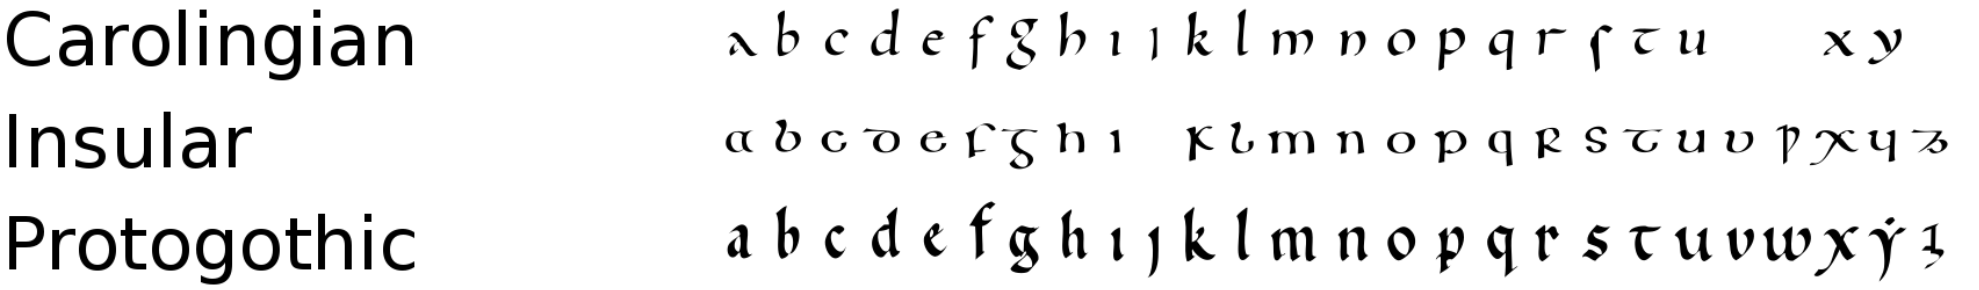 Carolingian a b c d e f g h ı ȷ k l m n o p q r ſ t u x y
Insular a b c d e f g h ı k l m n o p q r s t u v ƿ x y z
Protogothic a b c d e f g h ı ȷ k l m n o p q r s t u v w x ẏ z